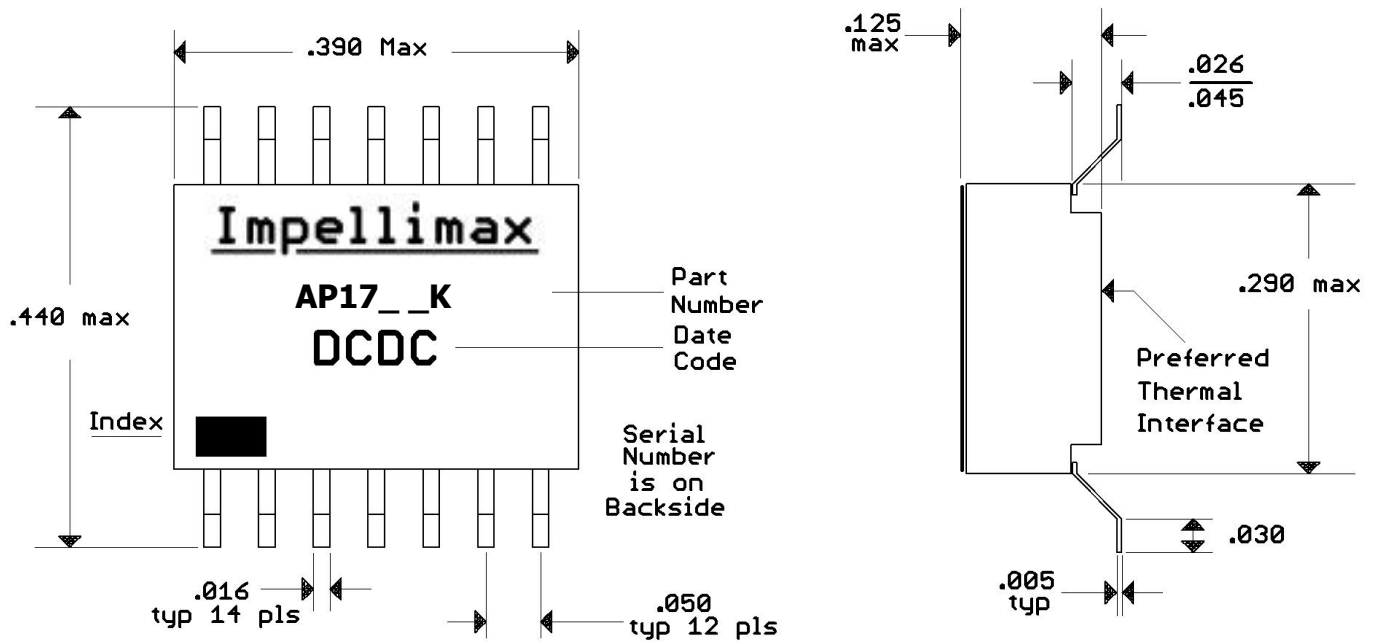 .390 Max
.440 max
Impellimax
AP17_ _K
DCDC
Part
Number
Date
Code
Index
Serial
Number
is on
Backside
.016
typ 14 pls
.050
typ 12 pls
.125
max
.026
.045
.290 max
Preferred
Thermal
Interface
.030
.005
typ